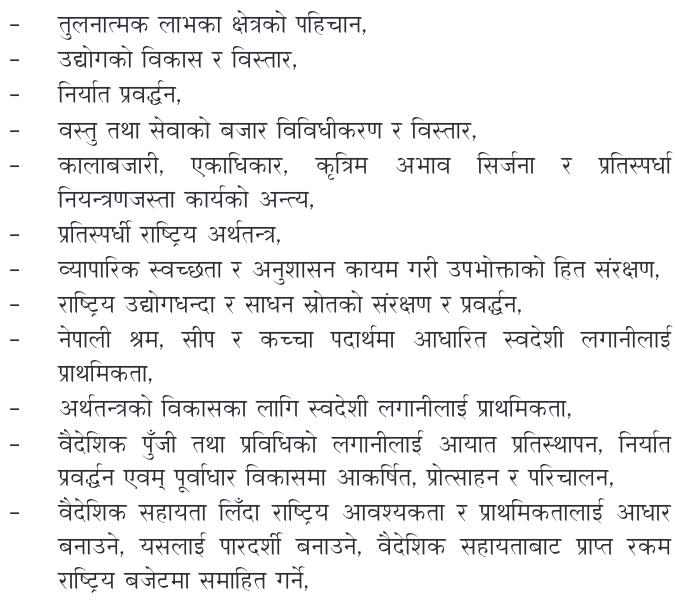 - तुलनात्मक लाभका क्षेत्रको पहिचान,
- उद्योगको विकास र विस्तार,
- निर्यात प्रवर्द्धन,
- वस्तु तथा सेवाको बजार विविधीकरण र विस्तार,
- कालाबजारी, एकाधिकार, कृत्रिम अभाव सिर्जना र प्रतिस्पर्धा
नियन्त्रणजस्ता कार्यको अन्त्य,
- प्रतिस्पर्धी राष्ट्रिय अर्थतन्त्र,
- व्यापारिक स्वच्छता र अनुशासन कायम गरी उपभोक्ताको हित संरक्षण,
- राष्ट्रिय उद्योगधन्दा र साधन स्रोतको संरक्षण र प्रवर्द्धन,
- नेपाली श्रम, सीप र कच्चा पदार्थमा आधारित स्वदेशी लगानीलाई
प्राथमिकता,
- अर्थतन्त्रको विकासका लागि स्वदेशी लगानीलाई प्राथमिकता,
- वैदेशिक पुँजी तथा प्रविधिको लगानीलाई आयात प्रतिस्थापन, निर्यात
प्रवर्द्धन एवम् पूर्वाधार विकासमा आकर्षित, प्रोत्साहन र परिचालन,
- वैदेशिक सहायता लिँदा राष्ट्रिय आवश्यकता र प्राथमिकतालाई आधार
बनाउने, यसलाई पारदर्शी बनाउने, वैदेशिक सहायताबाट प्राप्त रकम
राष्ट्रिय बजेटमा समाहित गर्ने,